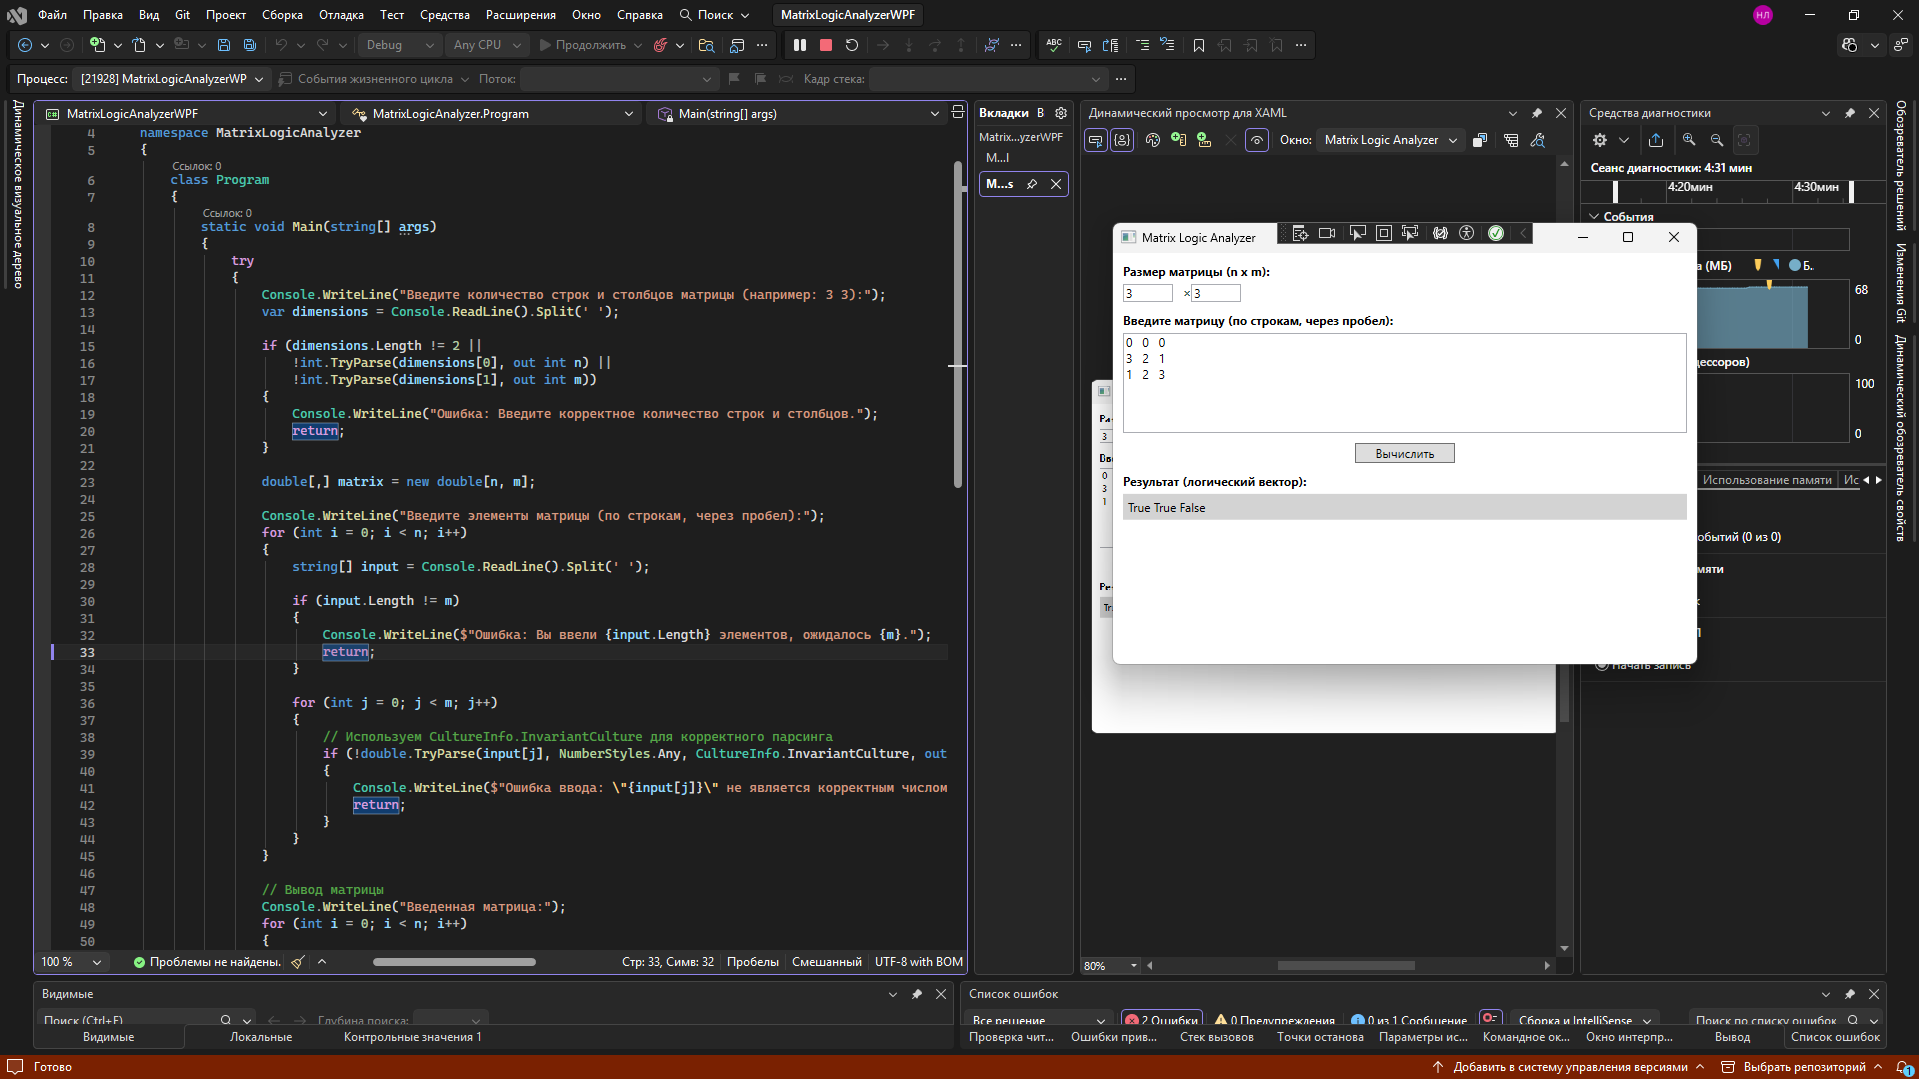 Файл Правка Вид Git Проект Сборка Отладка Тест Средства Расширения Окно Справка Поиск MatrixLogicAnalyzerWPF НЛ
Debug Any CPU Продолжить
Процесс: [21928] MatrixLogicAnalyzerWP События жизненного цикла Поток: Кадр стека:
Динамическое визуальное дерево
MatrixLogicAnalyzerWPF MatrixLogicAnalyzer.Program Main(string[] args)
4 namespace MatrixLogicAnalyzer
5 {
Ссылок: 0
6 class Program
7 {
Ссылок: 0
8 static void Main(string[] args)
9 {
10 try
11 {
12 Console.WriteLine("Введите количество строк и столбцов матрицы (например: 3 3):");
13 var dimensions = Console.ReadLine().Split(' ');
14
15 if (dimensions.Length != 2 ||
16 !int.TryParse(dimensions[0], out int n) ||
17 !int.TryParse(dimensions[1], out int m))
18 {
19 Console.WriteLine("Ошибка: Введите корректное количество строк и столбцов.");
20 return;
21 }
22
23 double[,] matrix = new double[n, m];
24
25 Console.WriteLine("Введите элементы матрицы (по строкам, через пробел):");
26 for (int i = 0; i < n; i++)
27 {
28 string[] input = Console.ReadLine().Split(' ');
29
30 if (input.Length != m)
31 {
32 Console.WriteLine($"Ошибка: Вы ввели {input.Length} элементов, ожидалось {m}.");
33 return;
34 }
35
36 for (int j = 0; j < m; j++)
37 {
38 // Используем CultureInfo.InvariantCulture для корректного парсинга
39 if (!double.TryParse(input[j], NumberStyles.Any, CultureInfo.InvariantCulture, out
40 {
41 Console.WriteLine($"Ошибка ввода: \"{input[j]}\" не является корректным числом
42 return;
43 }
44 }
45 }
46
47 // Вывод матрицы
48 Console.WriteLine("Введенная матрица:");
49 for (int i = 0; i < n; i++)
50 {
100 % Проблемы не найдены. Стр: 33, Симв: 32 Пробелы Смешанный UTF-8 with BOM
Вкладки В
Matrix...yzerWPF
M...l
M...s
Динамический просмотр для XAML
Окно: Matrix Logic Analyzer
Matrix Logic Analyzer
Размер матрицы (n x m):
3 × 3
Введите матрицу (по строкам, через пробел):
0 0 0
3 2 1
1 2 3
Вычислить
Результат (логический вектор):
True True False
3
0
3
1
80%
Средства диагностики
Сеанс диагностики: 4:31 мин
4:20мин 4:30мин
События
а (МБ) Б..
68
0
цессоров)
100
0
Использование памяти Ис
обытий (0 из 0)
мяти
Начать запись
Обозреватель решений
Изменения Git
Динамический обозреватель свойств
Видимые
Поиск (Ctrl+E) Глубина поиска:
Видимые Локальные Контрольные значения 1
Список ошибок
Все решение 2 Ошибки 0 Предупреждения 0 из 1 Сообщение Сборка и IntelliSense Поиск по списку ошибок
Проверка чит... Ошибки прив... Стек вызовов Точки останова Параметры ис... Командное ок... Окно интерпр... Вывод Список ошибок
Готово Добавить в систему управления версиями Выбрать репозиторий 1